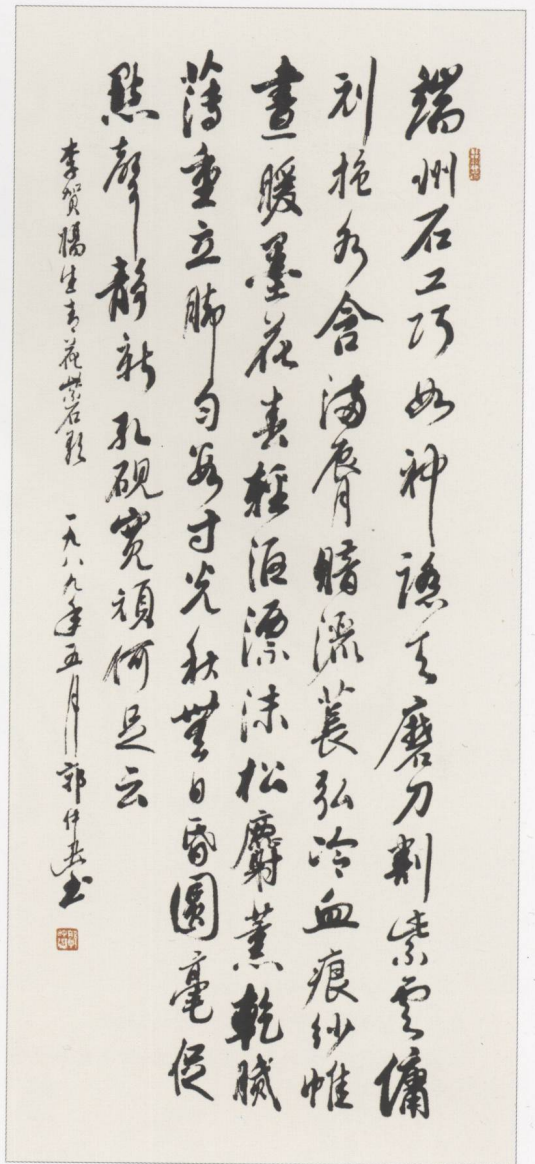 端州石工巧如神踏天磨刀割紫雲傭
刓抱水含滿脣暗灑萇弘冷血痕紗帷
晝暖墨花春輕漚漂沫松麝薰乾膩
薄重立脚勻數寸光秋無日昏圓毫促
點聲靜新孔硯寬頑何足云
李賀楊生青花紫石歌 一九八九年五月郭仲選書